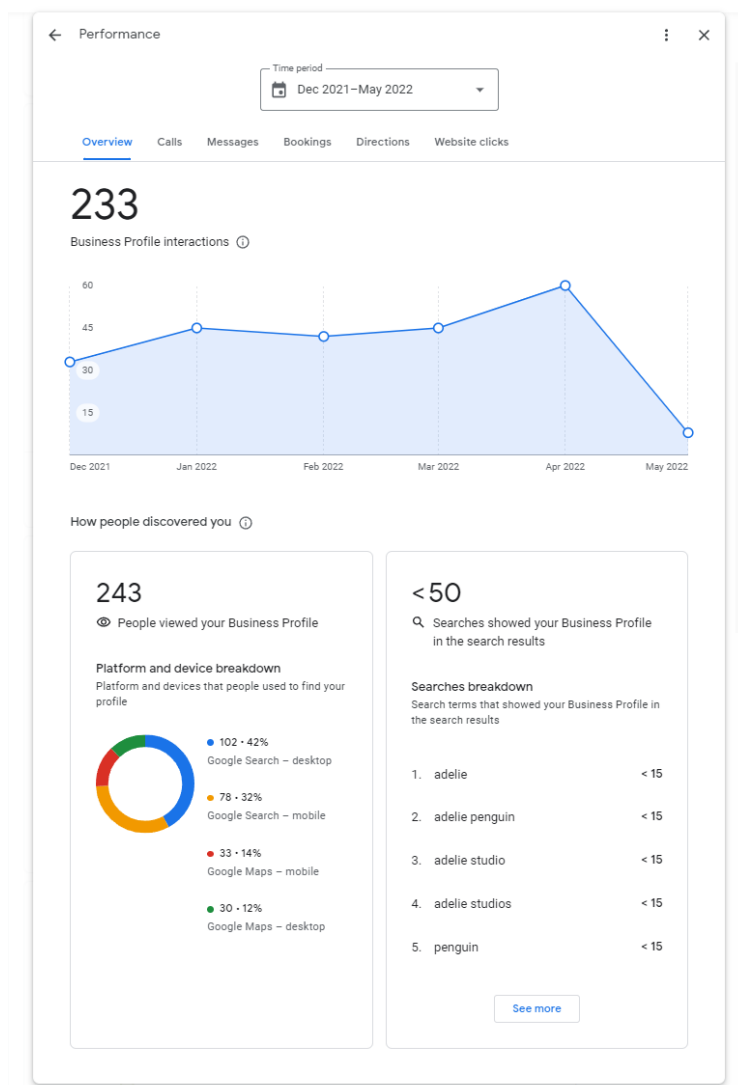 Performance
Time period
Dec 2021–May 2022
Overview Calls Messages Bookings Directions Website clicks
233
Business Profile interactions
60
45
30
15
Dec 2021 Jan 2022 Feb 2022 Mar 2022 Apr 2022 May 2022
How people discovered you
243
People viewed your Business Profile
Platform and device breakdown
Platform and devices that people used to find your
profile
102 · 42%
Google Search – desktop
78 · 32%
Google Search – mobile
33 · 14%
Google Maps – mobile
30 · 12%
Google Maps – desktop
<50
Searches showed your Business Profile
in the search results
Searches breakdown
Search terms that showed your Business Profile in
the search results
1. adelie < 15
2. adelie penguin < 15
3. adelie studio < 15
4. adelie studios < 15
5. penguin < 15
See more